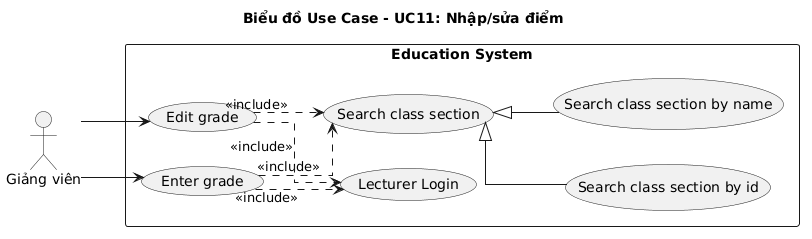 Biểu đồ Use Case - UC11: Nhập/sửa điểm
Education System
Giảng viên
Edit grade
Enter grade
«include»
«include»
«include»
«include»
Search class section
Lecturer Login
Search class section by name
Search class section by id